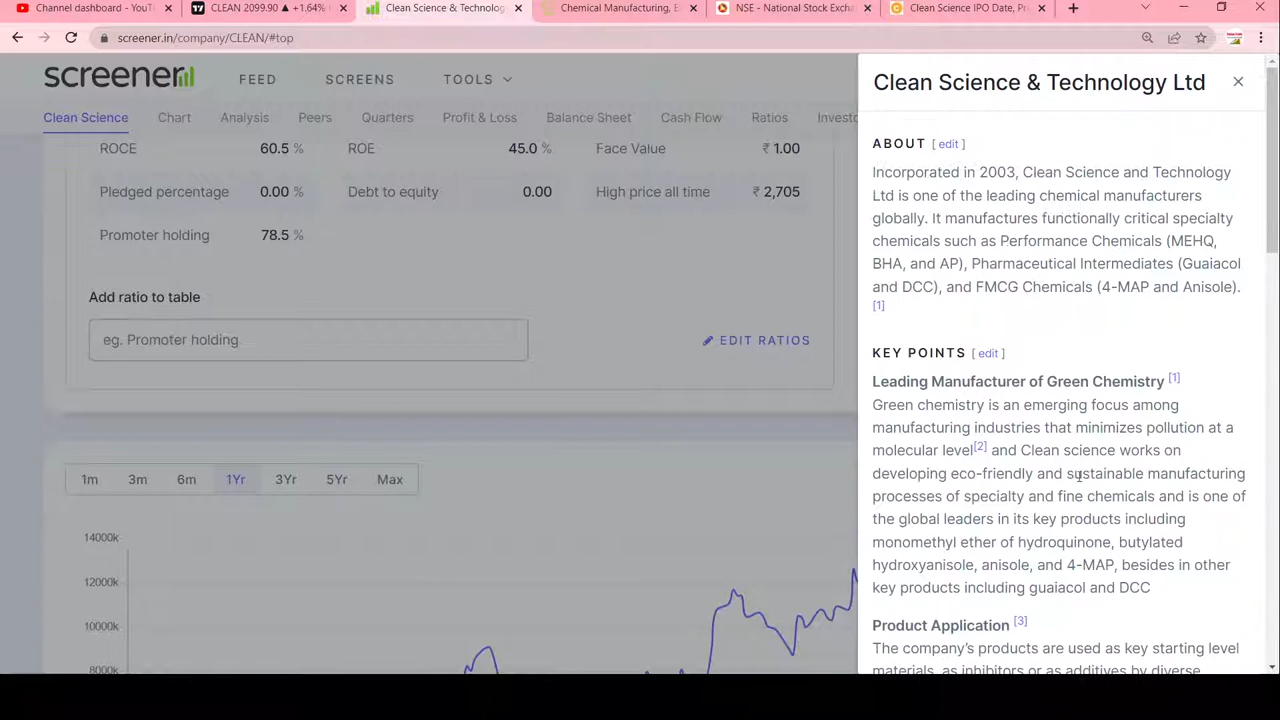 Channel dashboard - YouT
CLEAN 2099.90 ▲ +1.64%
Clean Science & Technolog
Chemical Manufacturing, E
NSE - National Stock Exch
Clean Science IPO Date, Pr
screener.in/company/CLEAN/#top
screener
FEED
SCREENS
TOOLS
Clean Science
Chart
Analysis
Peers
Quarters
Profit & Loss
Balance Sheet
Cash Flow
Ratios
Investo
ROCE 60.5 %
ROE 45.0 %
Face Value ₹ 1.00
Pledged percentage 0.00 %
Debt to equity 0.00
High price all time ₹ 2,705
Promoter holding 78.5 %
Add ratio to table
eg. Promoter holding
EDIT RATIOS
1m 3m 6m 1Yr 3Yr 5Yr Max
14000k
12000k
10000k
8000k
Clean Science & Technology Ltd
ABOUT [ edit ]
Incorporated in 2003, Clean Science and Technology
Ltd is one of the leading chemical manufacturers
globally. It manufactures functionally critical specialty
chemicals such as Performance Chemicals (MEHQ,
BHA, and AP), Pharmaceutical Intermediates (Guaiacol
and DCC), and FMCG Chemicals (4-MAP and Anisole).
[1]
KEY POINTS [ edit ]
Leading Manufacturer of Green Chemistry [1]
Green chemistry is an emerging focus among
manufacturing industries that minimizes pollution at a
molecular level[2] and Clean science works on
developing eco-friendly and sustainable manufacturing
processes of specialty and fine chemicals and is one of
the global leaders in its key products including
monomethyl ether of hydroquinone, butylated
hydroxyanisole, anisole, and 4-MAP, besides in other
key products including guaiacol and DCC
Product Application [3]
The company's products are used as key starting level
materials, as inhibitors or as additives by diverse